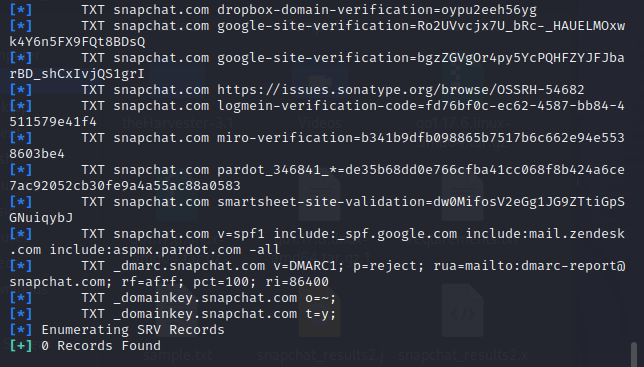 [*]      TXT snapchat.com dropbox-domain-verification=oypu2eeh56yg
[*]      TXT snapchat.com google-site-verification=Ro2UVvcjx7U_bRc-_HAUELMOxw
k4Y6n5FX9FQt8BDsQ
[*]      TXT snapchat.com google-site-verification=bgzZGVgOr4py5YcPQHFZYJFJba
rBD_shCxIvjQS1grI
[*]      TXT snapchat.com https://issues.sonatype.org/browse/OSSRH-54682
[*]      TXT snapchat.com logmein-verification-code=fd76bf0c-ec62-4587-bb84-4
511579e41f4
[*]      TXT snapchat.com miro-verification=b341b9dfb098865b7517b6c662e94e553
8603be4
[*]      TXT snapchat.com pardot_346841_*=de35b68dd0e766cfba41cc068f8b424a6ce
7ac92052cb30fe9a4a55ac88a0583
[*]      TXT snapchat.com smartsheet-site-validation=dw0MifosV2eGg1JG9ZTtiGpS
GNuiqybJ
[*]      TXT snapchat.com v=spf1 include:_spf.google.com include:mail.zendesk
.com include:aspmx.pardot.com -all
[*]      TXT _dmarc.snapchat.com v=DMARC1; p=reject; rua=mailto:dmarc-report@
snapchat.com; rf=afrf; pct=100; ri=86400
[*]      TXT _domainkey.snapchat.com o=~;
[*]      TXT _domainkey.snapchat.com t=y;
[*] Enumerating SRV Records
[+] 0 Records Found
sample.txt snapchat_results2.j snapchat_results2.x